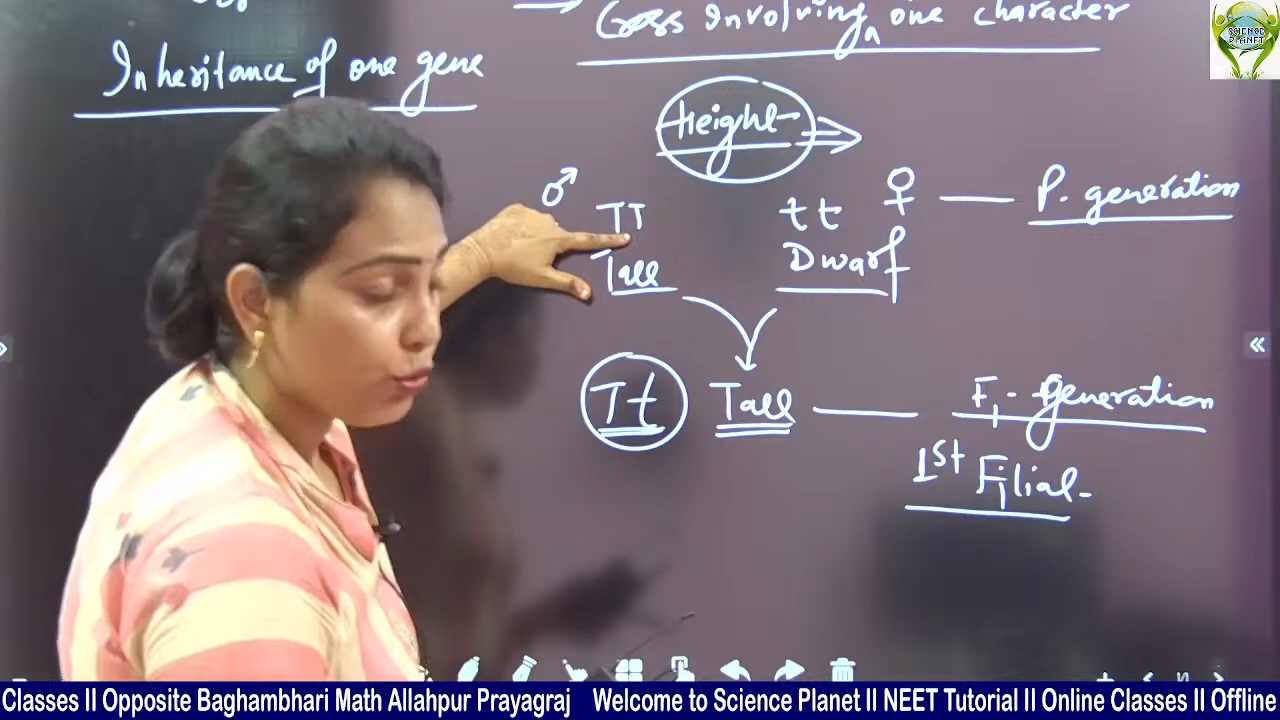 Cross Involving one character
SCIENCE PLANET
Inheritance of one gene
Height
♂ TT tt ♀ — P. generation
Tall Dwarf
Tt Tall — F1 - generation
1st Filial-
Classes II Opposite Baghambhari Math Allahpur Prayagraj Welcome to Science Planet II NEET Tutorial II Online Classes II Offline